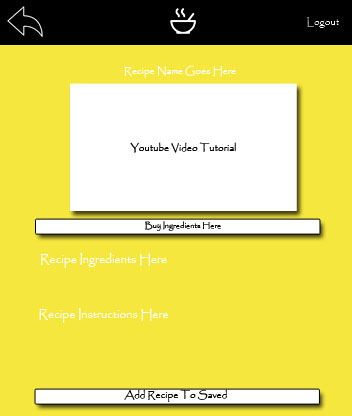 Logout
Recipe Name Goes Here
Youtube Video Tutorial
Buy Ingredients Here
Recipe Ingredients Here
Recipe Instructions Here
Add Recipe To Saved